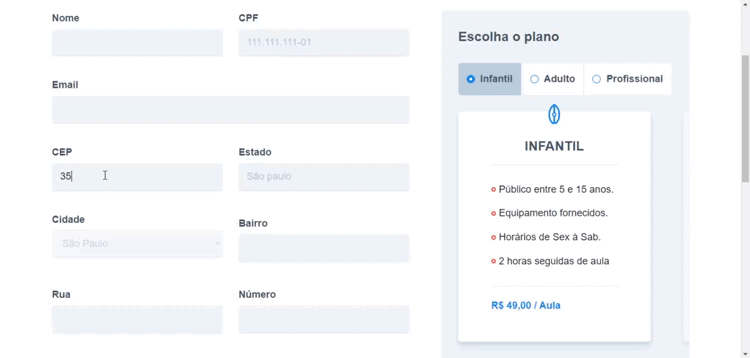 Nome
CPF
111.111.111-01
Email
CEP
Estado
35
São paulo
Cidade
Bairro
São Paulo
Rua
Número
Escolha o plano
Infantil
Adulto
Profissional
INFANTIL
Público entre 5 e 15 anos.
Equipamento fornecidos.
Horários de Sex à Sab.
2 horas seguidas de aula
R$ 49,00 / Aula